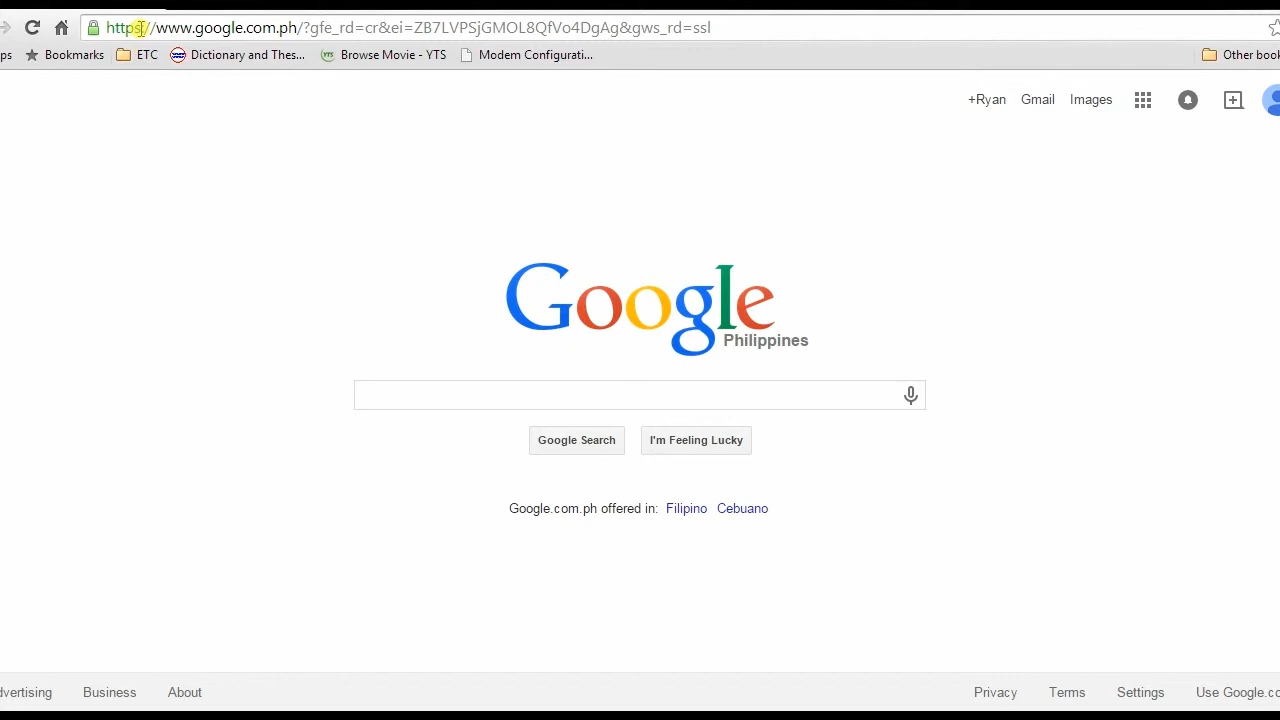 https://www.google.com.ph/?gfe_rd=cr&ei=ZB7LVPSjGMOL8QfVo4DgAg&gws_rd=ssl
ps Bookmarks ETC Dictionary and Thes... Browse Movie - YTS Modem Configurati... Other book
+Ryan Gmail Images
Google
Philippines
Google Search I'm Feeling Lucky
Google.com.ph offered in: Filipino Cebuano
dvertising Business About Privacy Terms Settings Use Google.co